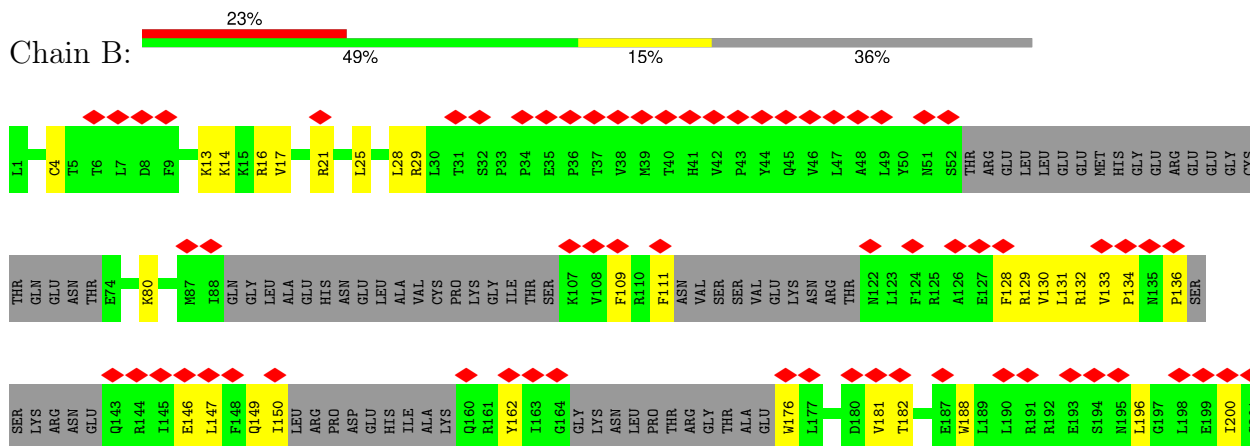 23%
Chain B:
49% 15% 36%
L1 C4 T5 T6 L7 D8 F9 K13 K14 K15 R16 V17 R21 L25 L28 R29 L30 T31 S32 P33 P34 E35 P36 T37 V38 M39 T40 H41 V42 P43 Y44 Q45 V46 L47 A48 L49 Y50 N51 S52 THR ARG GLU LEU LEU GLU GLU MET HIS GLY GLU ARG GLU GLU GLY CYS
THR GLN GLU ASN THR E74 K80 M87 I88 GLN GLY LEU ALA GLU HIS ASN GLU LEU ALA VAL CYS PRO LYS GLY ILE THR SER K107 V108 F109 R110 F111 ASN VAL SER SER VAL GLU LYS ASN ARG THR N122 L123 F124 R125 A126 E127 F128 R129 V130 L131 R132 V133 P134 N135 P136 SER
SER LYS ARG ASN GLU Q143 R144 I145 E146 L147 F148 Q149 I150 LEU ARG PRO ASP GLU HIS ILE ALA LYS Q160 R161 Y162 I163 G164 GLY LYS ASN LEU PRO THR ARG GLY THR ALA GLU W176 L177 D180 V181 T182 E187 W188 L189 L190 R191 R192 E193 S194 N195 L196 G197 L198 E199 I200